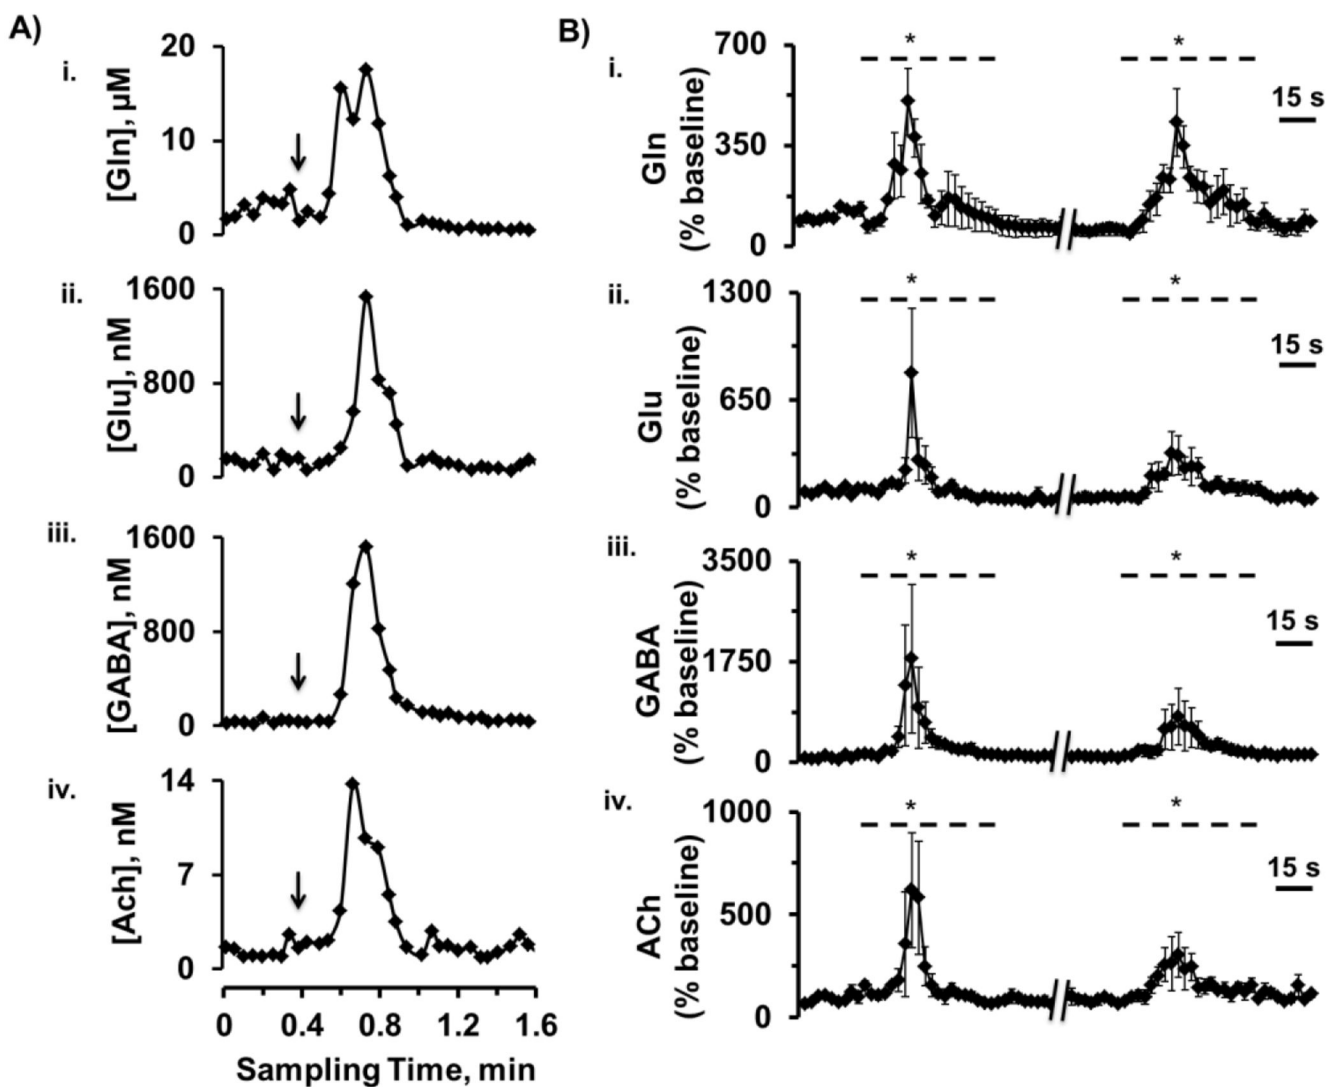 A)
i.
[Gln], µM
20
10
0
ii.
[Glu], nM
1600
800
0
iii.
[GABA], nM
1600
800
0
iv.
[Ach], nM
14
7
0
0 0.4 0.8 1.2 1.6
Sampling Time, min
B)
i.
Gln
(% baseline)
700
350
0
*
*
15 s
ii.
Glu
(% baseline)
1300
650
0
*
*
15 s
iii.
GABA
(% baseline)
3500
1750
0
*
*
15 s
iv.
ACh
(% baseline)
1000
500
0
*
*
15 s